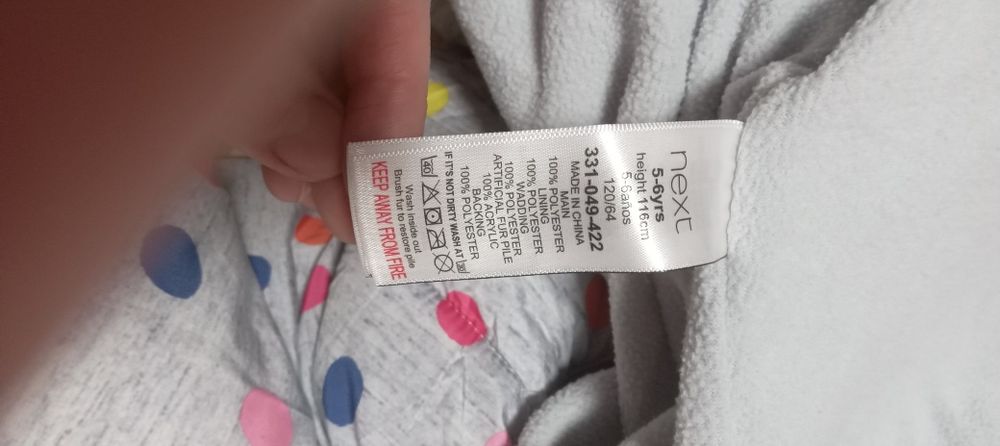 next
5-6yrs
height 116cm
5-6años
120/64
331-049-422
MADE IN CHINA
MAIN
100% POLYESTER
LINING
100% POLYESTER
WADDING
100% POLYESTER
ARTIFICIAL FUR PILE
100% ACRYLIC
BACKING
100% POLYESTER
IF IT'S NOT DIRTY WASH AT 30
40
Wash inside out
Brush fur to restore pile
KEEP AWAY FROM FIRE